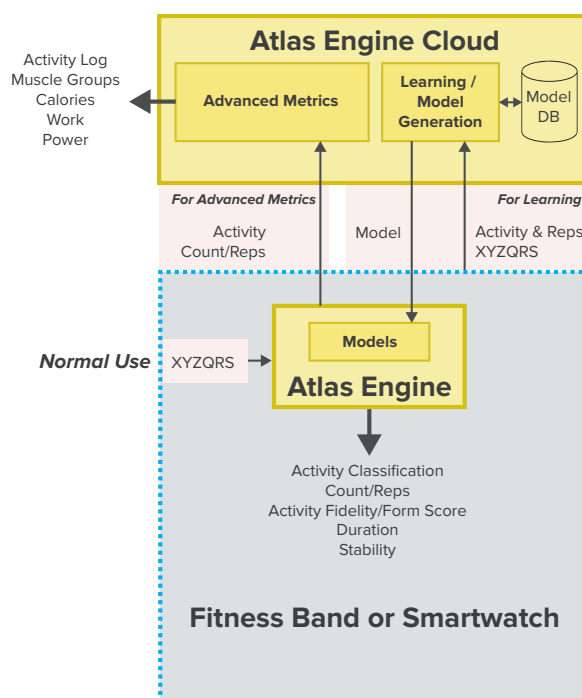 Atlas Engine Cloud
Activity Log
Muscle Groups
Calories
Work
Power
Advanced Metrics
Learning /
Model
Generation
Model
DB
For Advanced Metrics
Activity
Count/Reps
For Learning
Model
Activity & Reps
XYZQRS
Normal Use
XYZQRS
Models
Atlas Engine
Activity Classification
Count/Reps
Activity Fidelity/Form Score
Duration
Stability
Fitness Band or Smartwatch